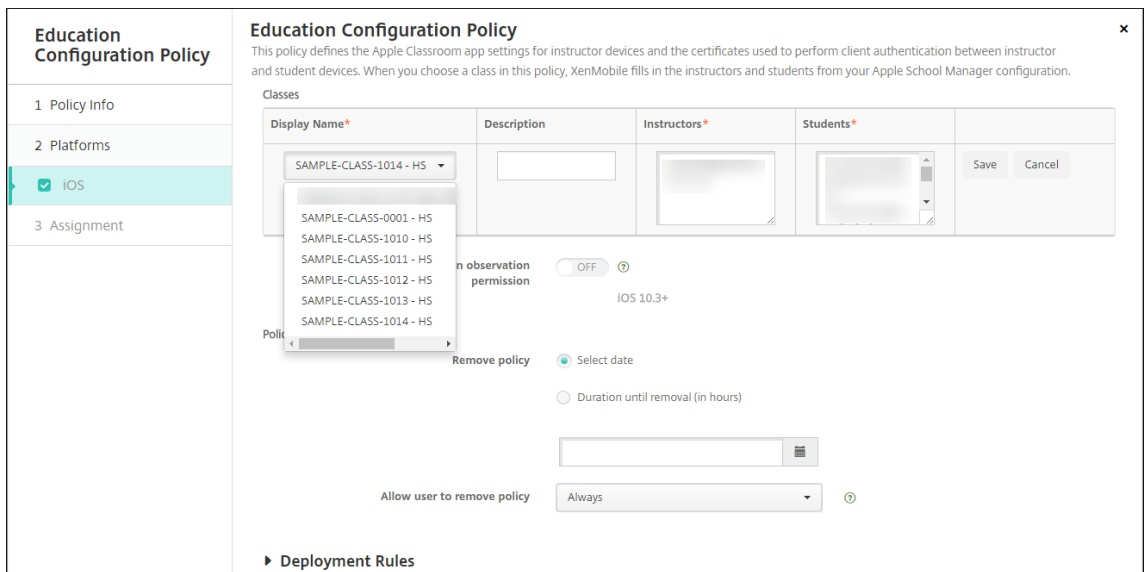 Education
Configuration Policy
1 Policy Info
2 Platforms
iOS
3 Assignment
Education Configuration Policy
×
This policy defines the Apple Classroom app settings for instructor devices and the certificates used to perform client authentication between instructor
and student devices. When you choose a class in this policy, XenMobile fills in the instructors and students from your Apple School Manager configuration.
Classes
Display Name* Description Instructors* Students*
SAMPLE-CLASS-1014 - HS Save Cancel
SAMPLE-CLASS-0001 - HS
SAMPLE-CLASS-1010 - HS
SAMPLE-CLASS-1011 - HS
SAMPLE-CLASS-1012 - HS
SAMPLE-CLASS-1013 - HS
SAMPLE-CLASS-1014 - HS
observation
permission
OFF ?
iOS 10.3+
Remove policy Select date
Duration until removal (in hours)
Allow user to remove policy Always ?
Deployment Rules